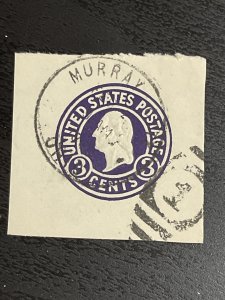 MURRAY
UNITED STATES POSTAGE
3 CENTS 3